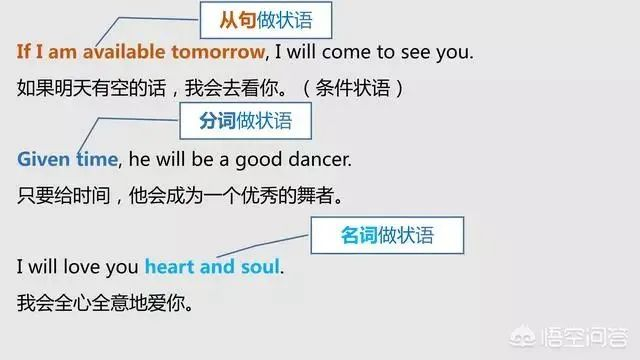 从句做状语
If I am available tomorrow, I will come to see you.
如果明天有空的话，我会去看你。（条件状语）
分词做状语
Given time, he will be a good dancer.
只要给时间，他会成为一个优秀的舞者。
名词做状语
I will love you heart and soul.
我会全心全意地爱你。
悟空问答